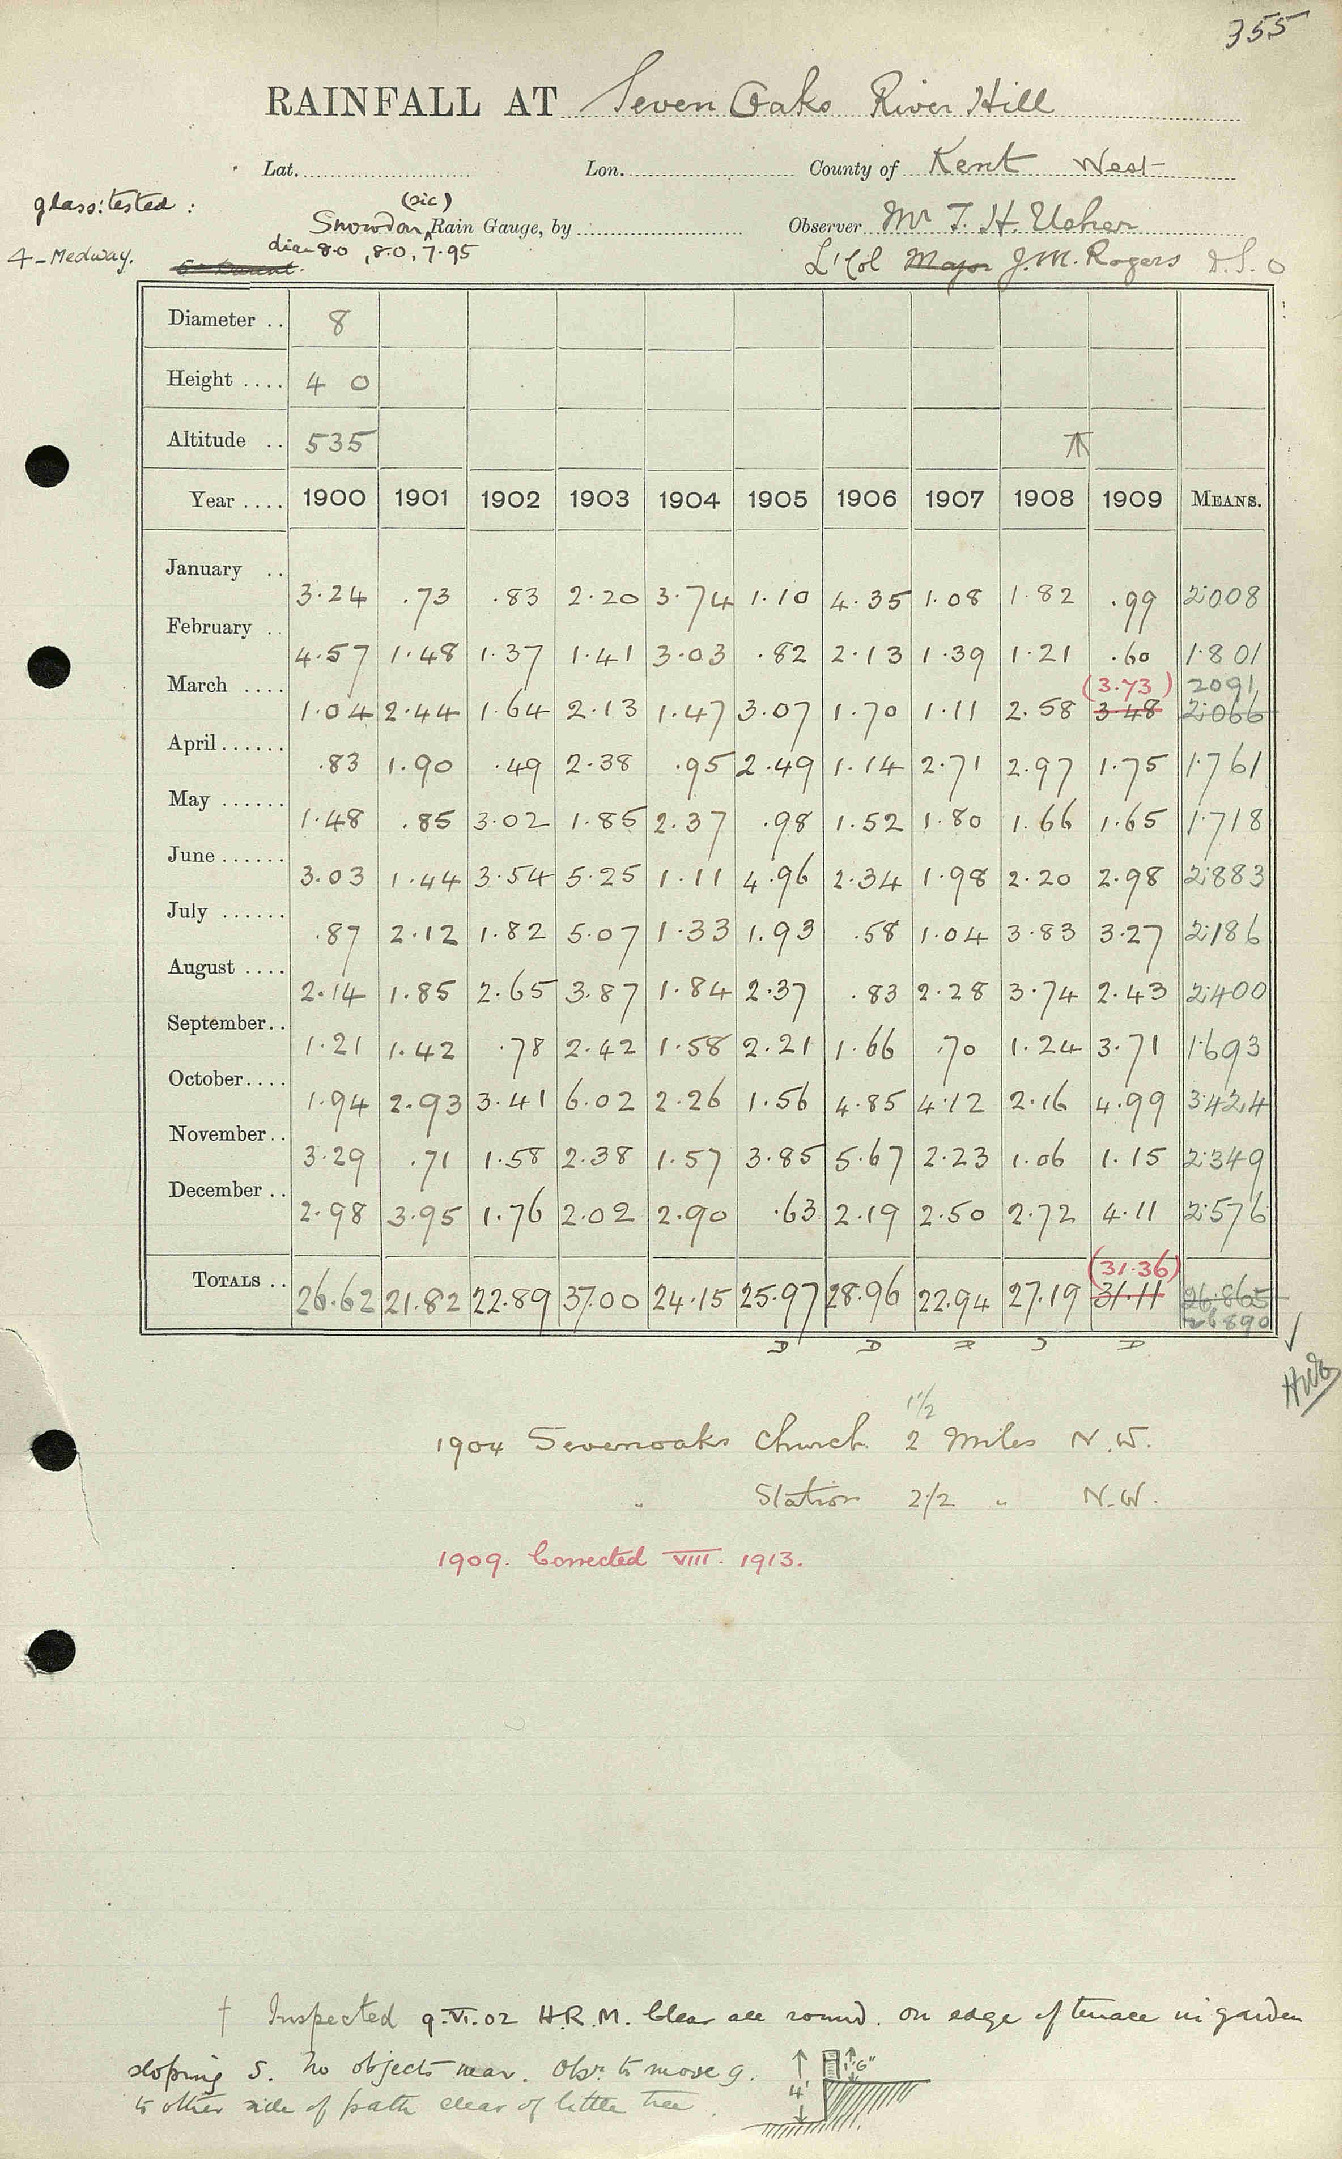 355
RAINFALL AT Seven Oaks River Hill
Lat. Lon. County of Kent West
glass: tested : (sic)
Snowdon Rain Gauge, by Observer Mr T. H. Usher
4-Medway. dia 8.0, 8.0, 7.95 Lt Col Major J. M. Rogers D.S.O
Diameter .. 8
Height .... 4 0
Altitude .. 535
Year .... 1900 1901 1902 1903 1904 1905 1906 1907 1908 1909 MEANS.
January .. 3.24 .73 .83 2.20 3.74 1.10 4.35 1.08 1.82 .99 2.008
February .. 4.57 1.48 1.37 1.41 3.03 .82 2.13 1.39 1.21 .60 1.801
(3.73) 2091
March .... 1.04 2.44 1.64 2.13 1.47 3.07 1.70 1.11 2.58 3.48 2.066
April ...... .83 1.90 .49 2.38 .95 2.49 1.14 2.71 2.97 1.75 1.761
May ...... 1.48 .85 3.02 1.85 2.37 .98 1.52 1.80 1.66 1.65 1.718
June ...... 3.03 1.44 3.54 5.25 1.11 4.96 2.34 1.98 2.20 2.98 2.883
July ...... .87 2.12 1.82 5.07 1.33 1.93 .58 1.04 3.83 3.27 2.186
August .... 2.14 1.85 2.65 3.87 1.84 2.37 .83 2.28 3.74 2.43 2.400
September.. 1.21 1.42 .78 2.42 1.58 2.21 1.66 .70 1.24 3.71 1.693
October.... 1.94 2.93 3.41 6.02 2.26 1.56 4.85 4.12 2.16 4.99 3.424
November.. 3.29 .71 1.58 2.38 1.57 3.85 5.67 2.23 1.06 1.15 2.349
December .. 2.98 3.95 1.76 2.02 2.90 .63 2.19 2.50 2.72 4.11 2.576
(31.36)
TOTALS .. 26.62 21.82 22.89 37.00 24.15 25.97 28.96 22.94 27.19 31.11 26.865
26890
1 1/2
1904 Sevenoaks Church 2 Miles N.W.
" Station 2 1/2 " N.W.
1909. Corrected VIII. 1913.
† Inspected 9.VI.02 H.R.M. Clear all round. on edge of terrace in garden
sloping S. No objects near. Obsr. to move g.
to other side of path clear of little tree.
4' 1'6"